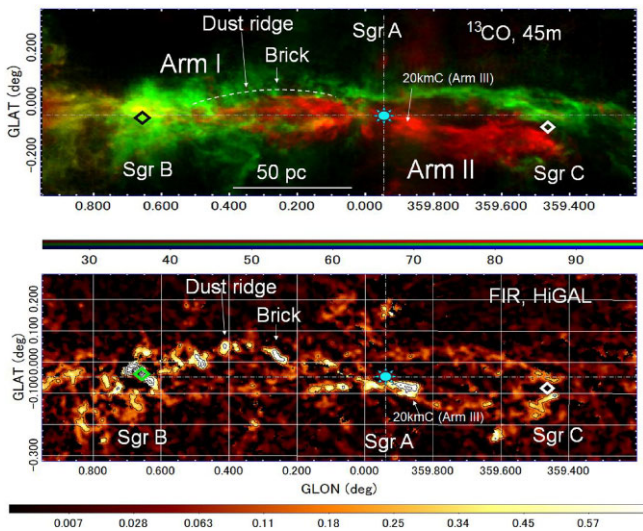 Sgr A
¹³CO, 45m
Dust ridge
Brick
Arm I
20kmC (Arm III)
Sgr B
50 pc
Arm II
Sgr C
GLAT (deg)
0.200
0.000
−0.200
0.800 0.600 0.400 0.200 0.000 359.800 359.600 359.400
30 40 50 60 70 80 90
Dust ridge
Brick
FIR, HiGAL
20kmC (Arm III)
Sgr B
Sgr A
Sgr C
GLAT (deg)
0.200
0.100
0.000
−0.100
−0.300
0.800 0.600 0.400 0.200 0.000 359.800 359.600 359.400
GLON (deg)
0.007 0.028 0.063 0.11 0.18 0.25 0.34 0.45 0.57